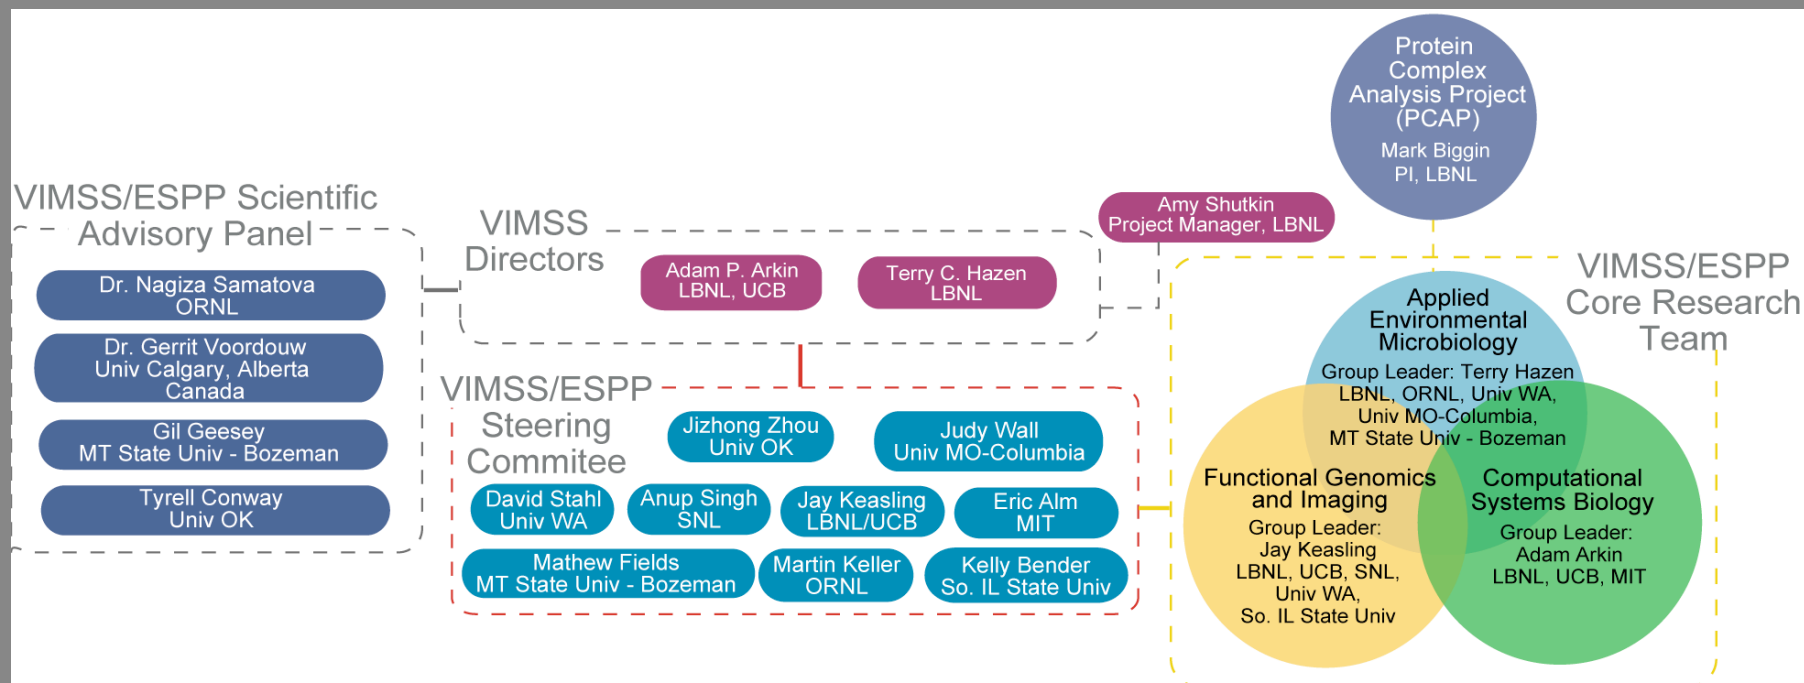 VIMSS/ESPP Scientific
Advisory Panel
Dr. Nagiza Samatova
ORNL
Dr. Gerrit Voordouw
Univ Calgary, Alberta
Canada
Gil Geesey
MT State Univ - Bozeman
Tyrell Conway
Univ OK
VIMSS
Directors
Adam P. Arkin
LBNL, UCB
Terry C. Hazen
LBNL
Amy Shutkin
Project Manager, LBNL
VIMSS/ESPP
Steering
Commitee
Jizhong Zhou
Univ OK
Judy Wall
Univ MO-Columbia
David Stahl
Univ WA
Anup Singh
SNL
Jay Keasling
LBNL/UCB
Eric Alm
MIT
Mathew Fields
MT State Univ - Bozeman
Martin Keller
ORNL
Kelly Bender
So. IL State Univ
Protein
Complex
Analysis Project
(PCAP)
Mark Biggin
PI, LBNL
VIMSS/ESPP
Core Research
Team
Applied
Environmental
Microbiology
Group Leader: Terry Hazen
LBNL, ORNL, Univ WA,
Univ MO-Columbia,
MT State Univ - Bozeman
Functional Genomics
and Imaging
Group Leader:
Jay Keasling
LBNL, UCB, SNL,
Univ WA,
So. IL State Univ
Computational
Systems Biology
Group Leader:
Adam Arkin
LBNL, UCB, MIT